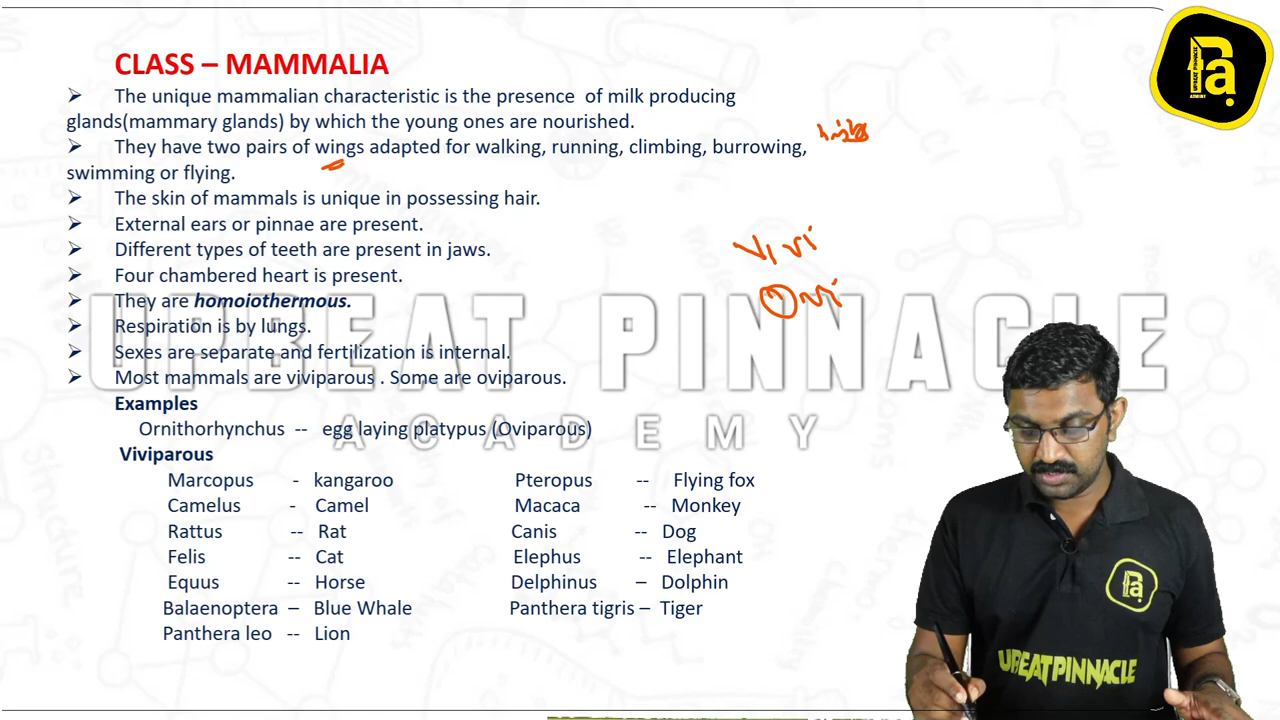 CLASS – MAMMALIA
➢ The unique mammalian characteristic is the presence of milk producing
glands(mammary glands) by which the young ones are nourished.
➢ They have two pairs of wings adapted for walking, running, climbing, burrowing,
swimming or flying.
➢ The skin of mammals is unique in possessing hair.
➢ External ears or pinnae are present.
➢ Different types of teeth are present in jaws.
➢ Four chambered heart is present.
➢ They are homoiothermous.
➢ Respiration is by lungs.
➢ Sexes are separate and fertilization is internal.
➢ Most mammals are viviparous . Some are oviparous.
Examples
Ornithorhynchus -- egg laying platypus (Oviparous)
Viviparous
Marcopus - kangaroo Pteropus -- Flying fox
Camelus - Camel Macaca -- Monkey
Rattus -- Rat Canis -- Dog
Felis -- Cat Elephus -- Elephant
Equus -- Horse Delphinus – Dolphin
Balaenoptera – Blue Whale Panthera tigris – Tiger
Panthera leo -- Lion
Vivi
Ovi
UPBEAT PINNACLE
ACADEMY
UPBEAT PINNACLE
UPBEATPINNACLE